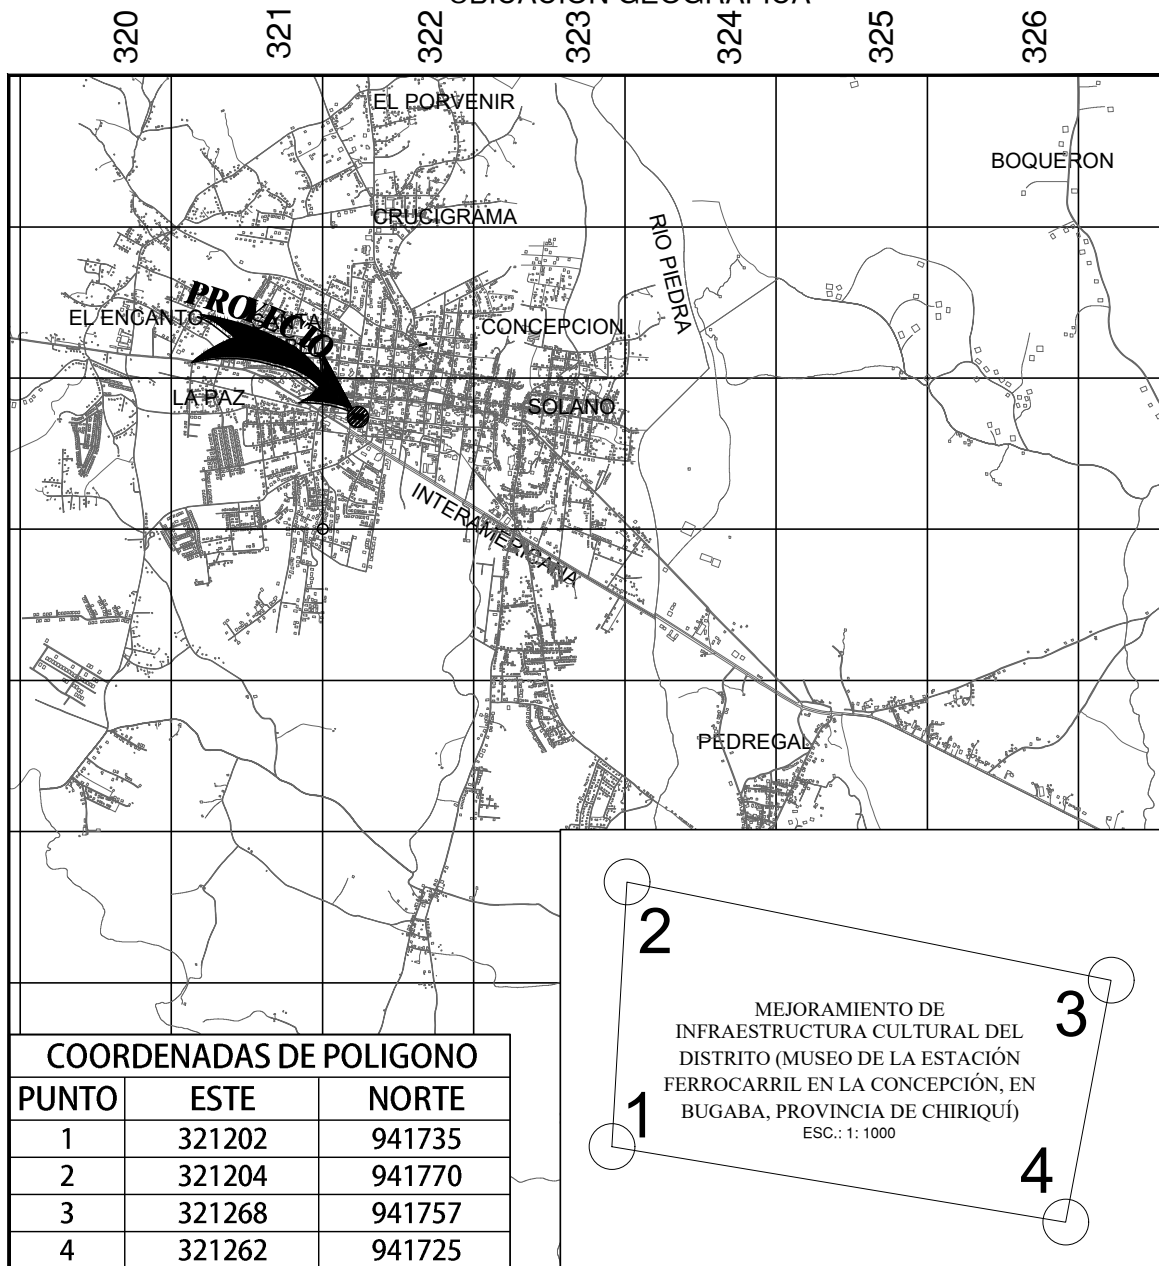 UBICACIÓN GEOGRÁFICA
320 321 322 323 324 325 326
EL PORVENIR
BOQUERON
CRUCIGRAMA
RIO PIEDRA
PROYECTO
EL ENCANTO
CONCEPCION
LA PAZ
SOLANO
INTERAMERICANA
PEDREGAL
2
3
MEJORAMIENTO DE
INFRAESTRUCTURA CULTURAL DEL
DISTRITO (MUSEO DE LA ESTACIÓN
FERROCARRIL EN LA CONCEPCIÓN, EN
BUGABA, PROVINCIA DE CHIRIQUÍ)
ESC.: 1: 1000
1
4
COORDENADAS DE POLIGONO
PUNTO ESTE NORTE
1 321202 941735
2 321204 941770
3 321268 941757
4 321262 941725